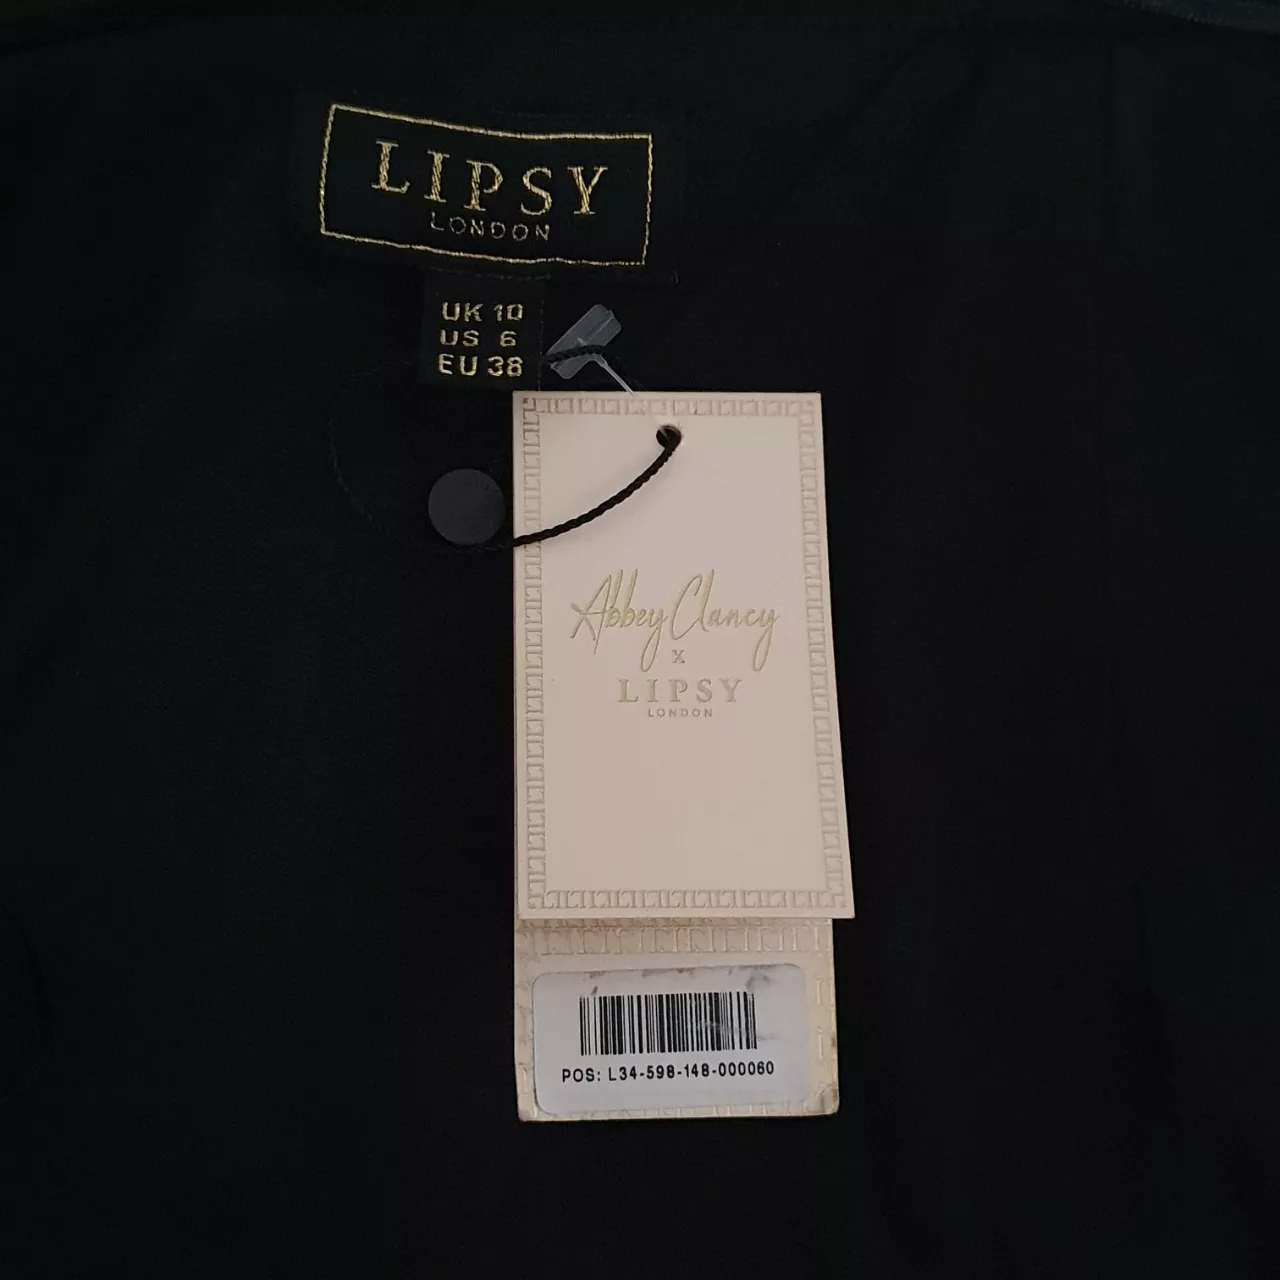 LIPSY
LONDON
UK 10
US 6
EU 38
Abbey Clancy
x
LIPSY
LONDON
POS: L34-598-148-000060